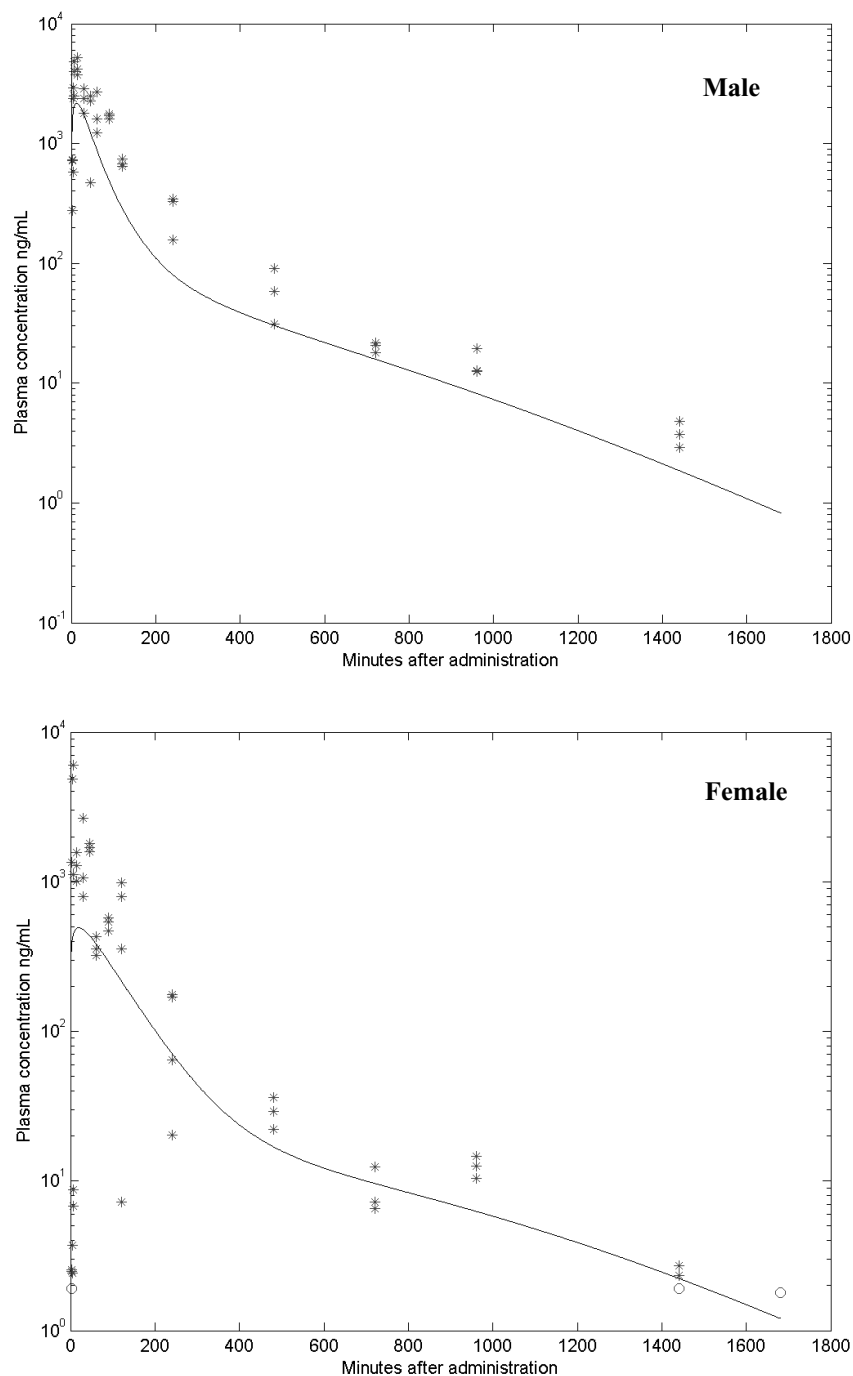 10^4
Male
10^3
10^2
10^1
10^0
10^-1
Plasma concentration ng/mL
0 200 400 600 800 1000 1200 1400 1600 1800
Minutes after administration
10^4
Female
10^3
10^2
10^1
10^0
Plasma concentration ng/mL
0 200 400 600 800 1000 1200 1400 1600 1800
Minutes after administration